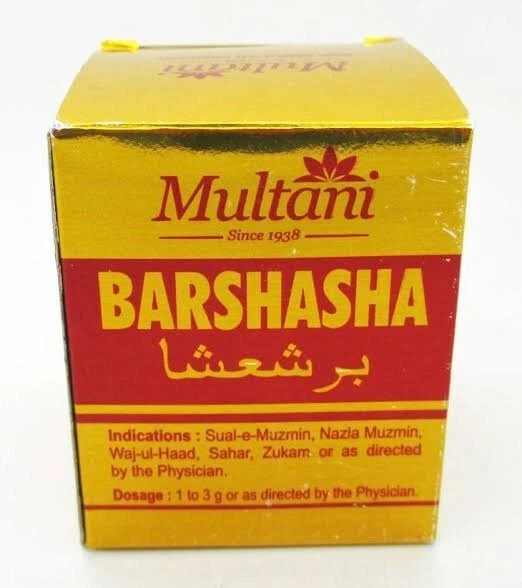 Multani
Multani
Since 1938
BARSHASHA
برشعشا
Indications : Sual-e-Muzmin, Nazla Muzmin,
Waj-ul-Haad, Sahar, Zukam or as directed
by the Physician.
Dosage : 1 to 3 g or as directed by the Physician.